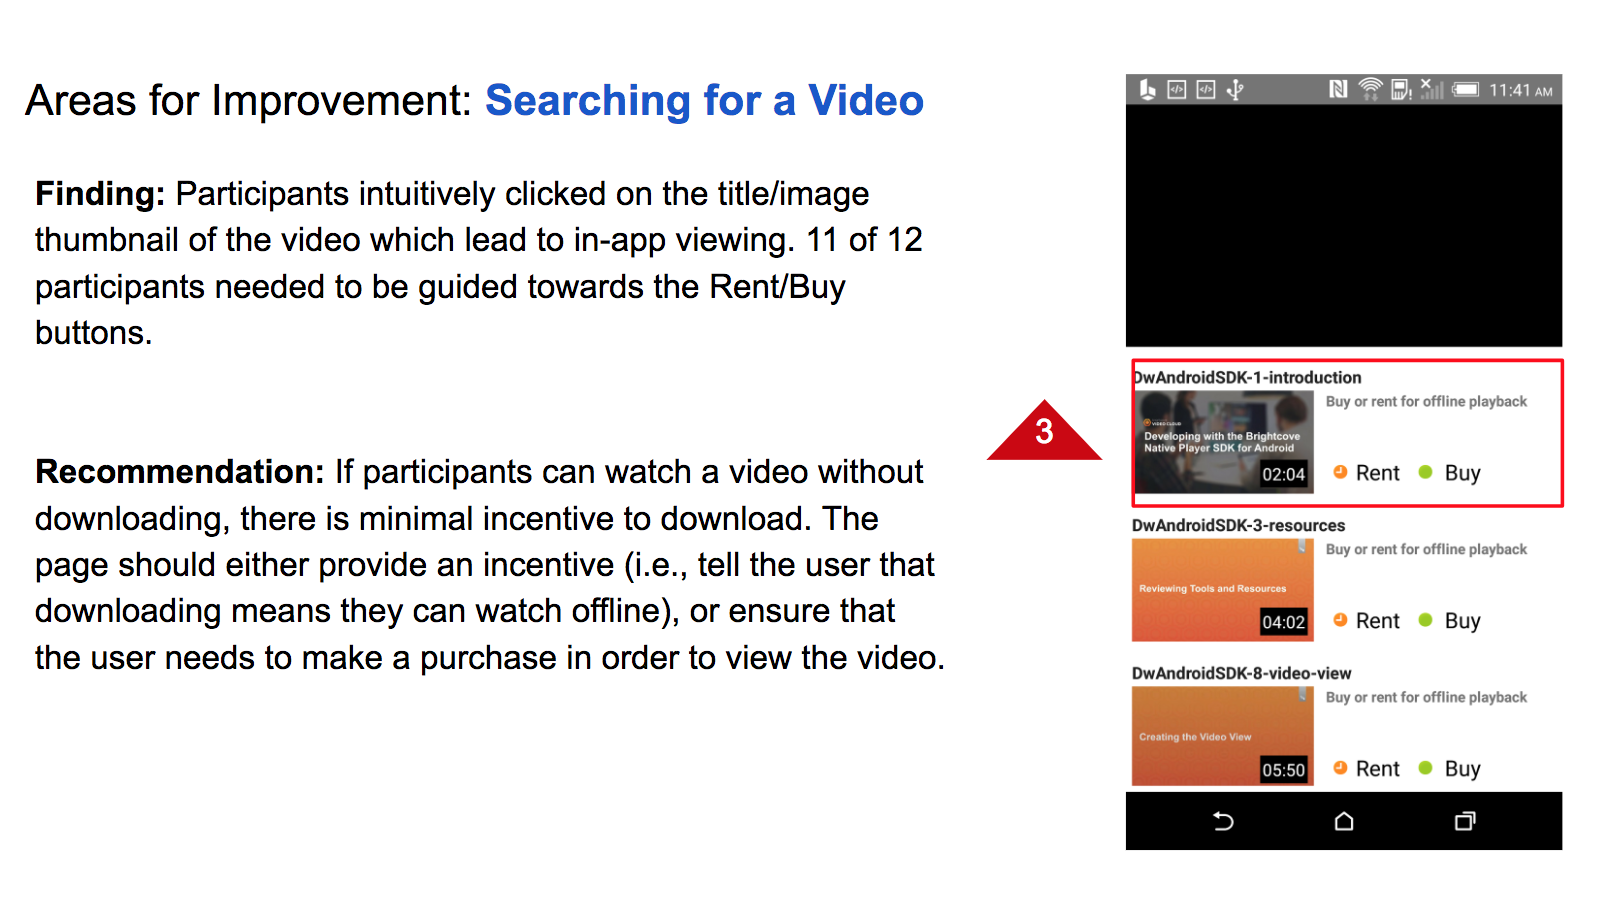 Areas for Improvement: Searching for a Video
Finding: Participants intuitively clicked on the title/image
thumbnail of the video which lead to in-app viewing. 11 of 12
participants needed to be guided towards the Rent/Buy
buttons.
Recommendation: If participants can watch a video without
downloading, there is minimal incentive to download. The
page should either provide an incentive (i.e., tell the user that
downloading means they can watch offline), or ensure that
the user needs to make a purchase in order to view the video.
3
11:41 AM
DwAndroidSDK-1-introduction
Buy or rent for offline playback
VIDEO CLOUD
Developing with the Brightcove
Native Player SDK for Android
02:04
Rent Buy
DwAndroidSDK-3-resources
Buy or rent for offline playback
Reviewing Tools and Resources
04:02
Rent Buy
DwAndroidSDK-8-video-view
Buy or rent for offline playback
Creating the Video View
05:50
Rent Buy